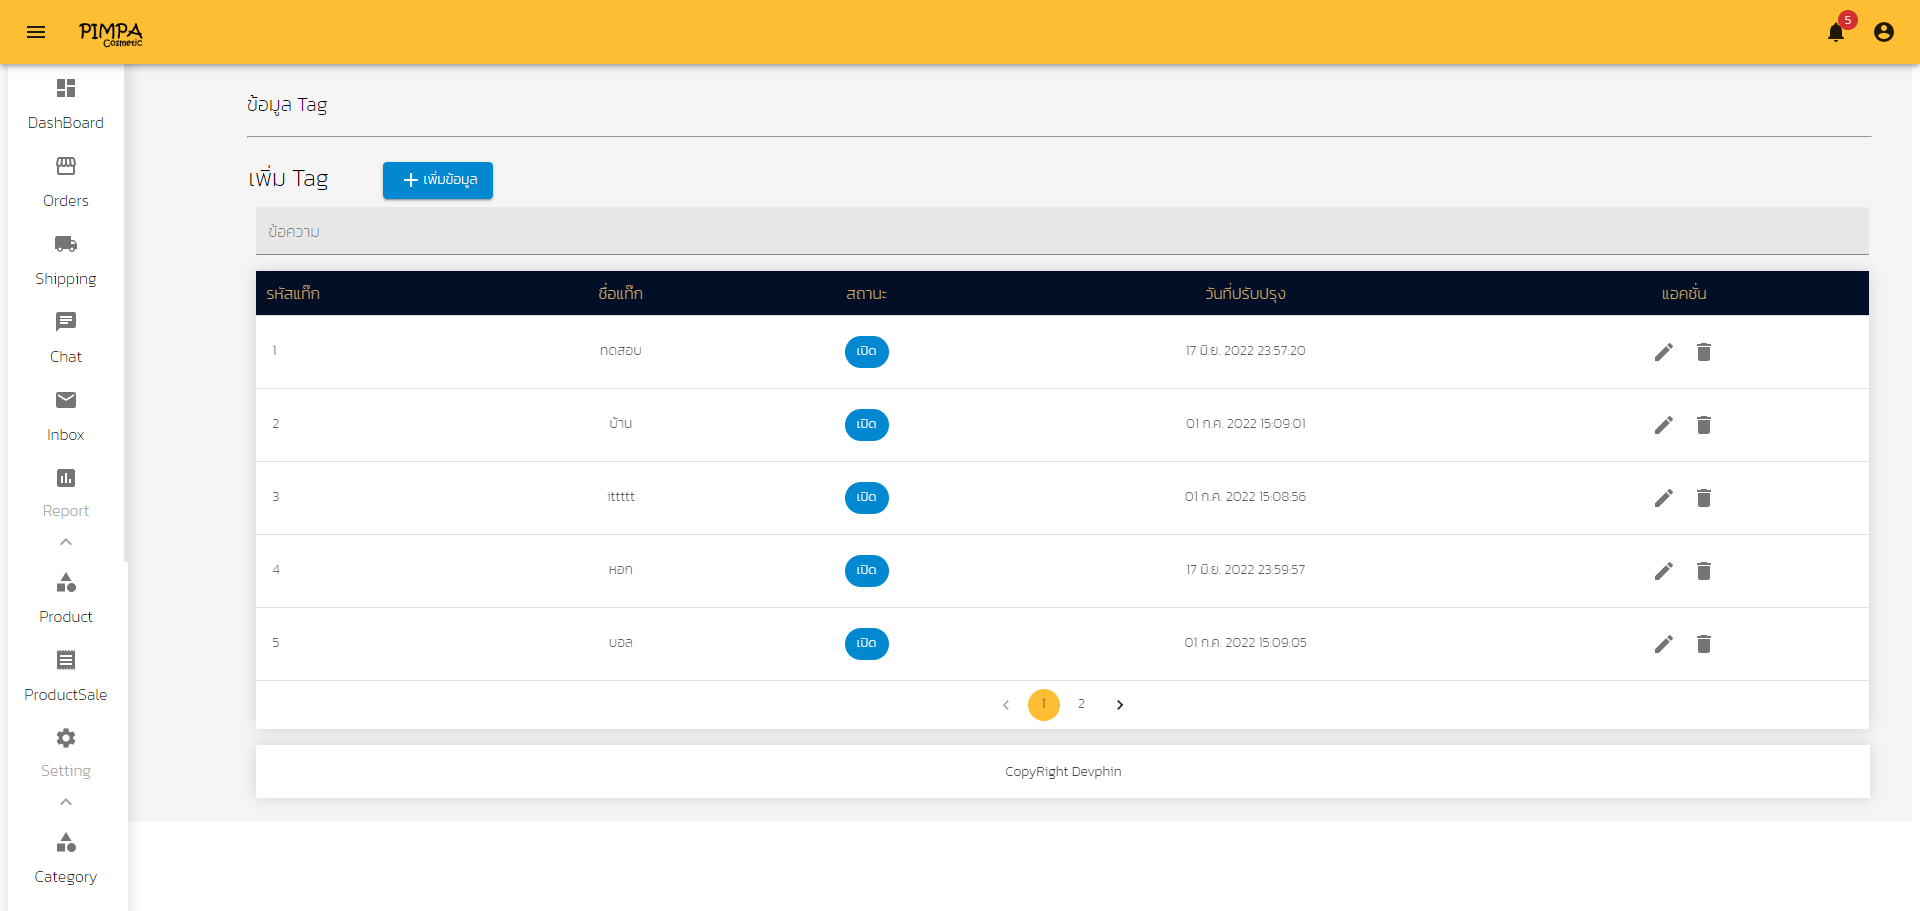 PIMPA
Cosmetic
5
DashBoard
Orders
Shipping
Chat
Inbox
Report
Product
ProductSale
Setting
Category
ข้อมูล Tag
เพิ่ม Tag
เพิ่มข้อมูล
ข้อความ
รหัสแท๊ก ชื่อแท๊ก สถานะ วันที่ปรับปรุง แอคชั่น
1 ทดสอบ เปิด 17 มิ.ย. 2022 23:57:20
2 บ้าน เปิด 01 ก.ค. 2022 15:09:01
3 ittttt เปิด 01 ก.ค. 2022 15:08:56
4 หอก เปิด 17 มิ.ย. 2022 23:59:57
5 บอล เปิด 01 ก.ค. 2022 15:09:05
1 2
CopyRight Devphin